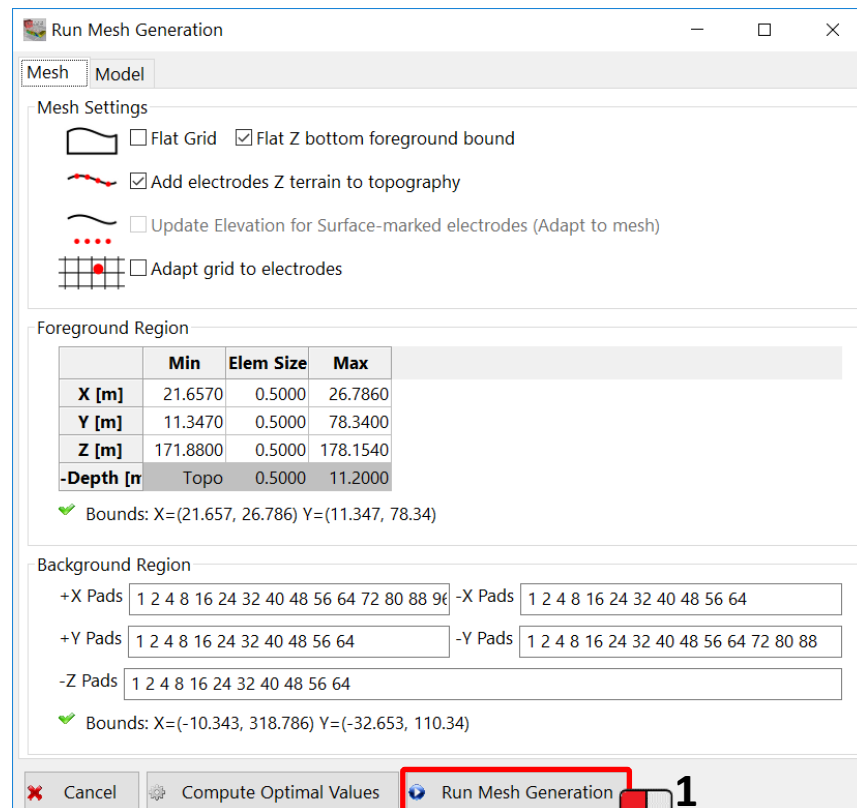 Run Mesh Generation
Mesh Model
Mesh Settings
Flat Grid Flat Z bottom foreground bound
Add electrodes Z terrain to topography
Update Elevation for Surface-marked electrodes (Adapt to mesh)
Adapt grid to electrodes
Foreground Region
Min Elem Size Max
X [m] 21.6570 0.5000 26.7860
Y [m] 11.3470 0.5000 78.3400
Z [m] 171.8800 0.5000 178.1540
-Depth [m Topo 0.5000 11.2000
Bounds: X=(21.657, 26.786) Y=(11.347, 78.34)
Background Region
+X Pads 1 2 4 8 16 24 32 40 48 56 64 72 80 88 96 -X Pads 1 2 4 8 16 24 32 40 48 56 64
+Y Pads 1 2 4 8 16 24 32 40 48 56 64 -Y Pads 1 2 4 8 16 24 32 40 48 56 64 72 80 88
-Z Pads 1 2 4 8 16 24 32 40 48 56 64
Bounds: X=(-10.343, 318.786) Y=(-32.653, 110.34)
Cancel Compute Optimal Values Run Mesh Generation 1